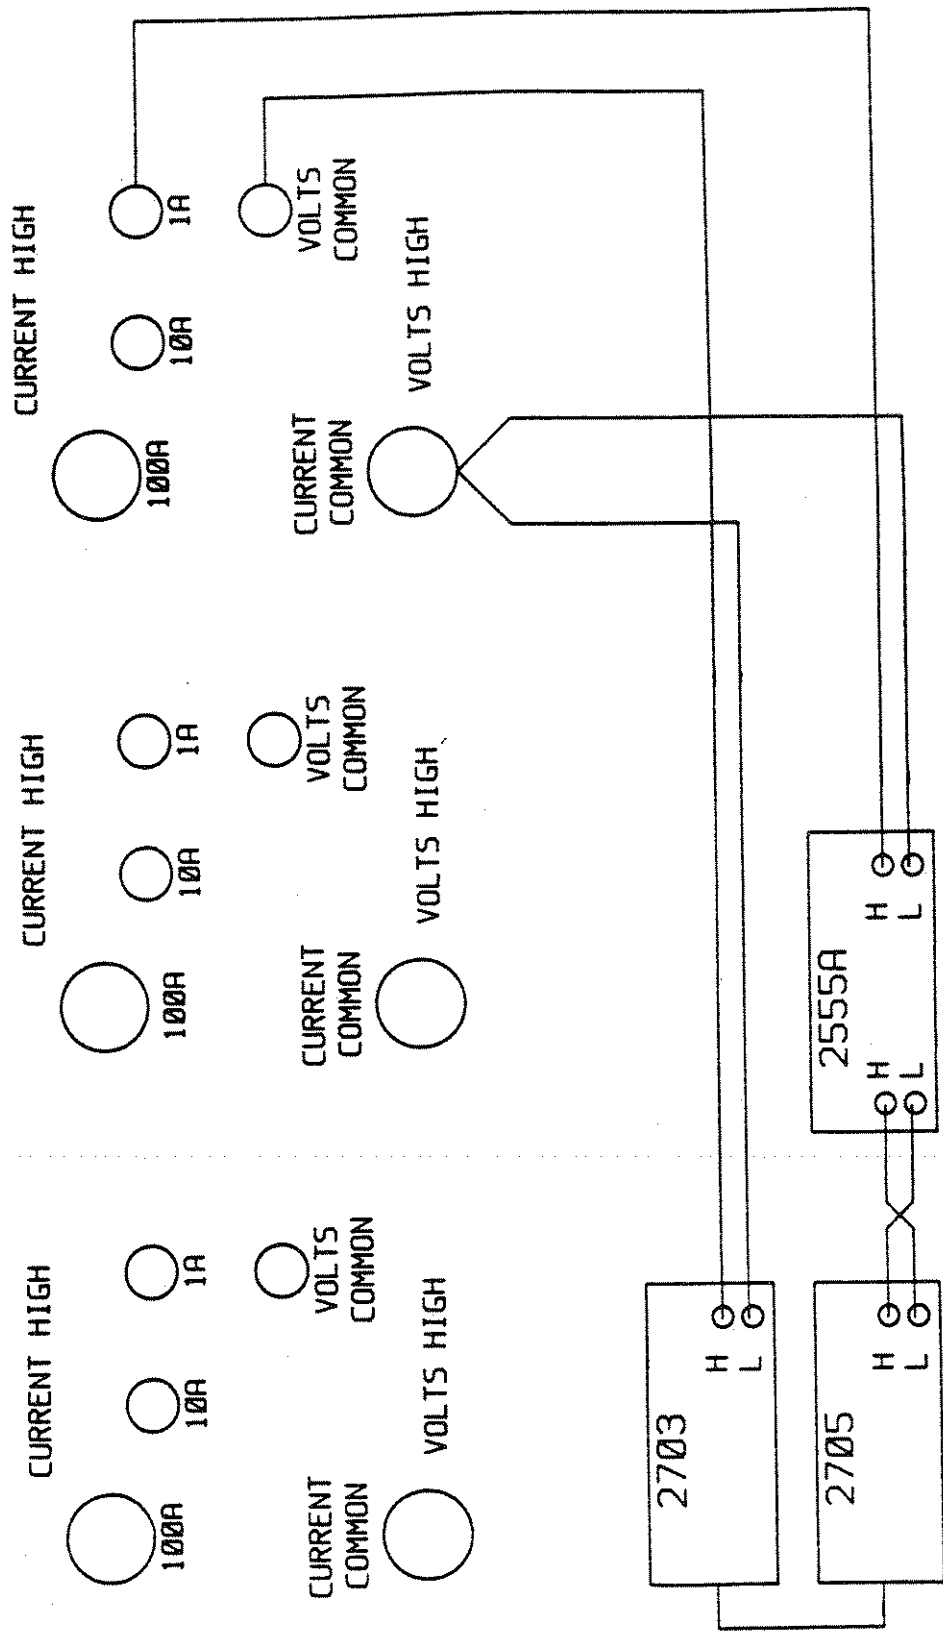 CURRENT HIGH
100A
10A
1A
CURRENT
COMMON
VOLTS
COMMON
VOLTS HIGH
CURRENT HIGH
100A
10A
1A
CURRENT
COMMON
VOLTS
COMMON
VOLTS HIGH
CURRENT HIGH
100A
10A
1A
CURRENT
COMMON
VOLTS
COMMON
VOLTS HIGH
2703
H
L
2705
H
L
2555A
H
L
H
L